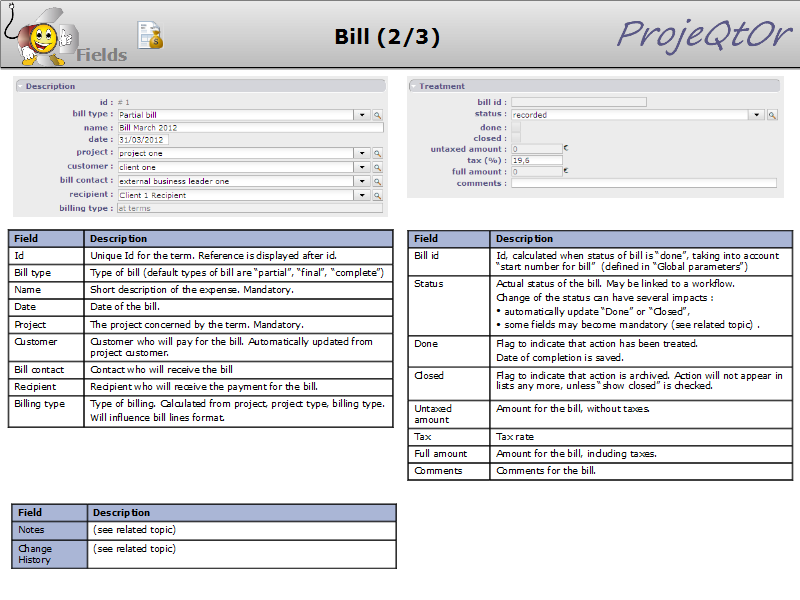 Fields
Bill (2/3)
ProjeQtOr
Description
id : # 1
bill type : Partial bill
name : Bill March 2012
date : 31/03/2012
project : project one
customer : client one
bill contact : external business leader one
recipient : Client 1 Recipient
billing type : at terms
Treatment
bill id :
status : recorded
done :
closed :
untaxed amount : 0 €
tax (%) : 19,6
full amount : 0 €
comments :
Field Description
Id Unique Id for the term. Reference is displayed after id.
Bill type Type of bill (default types of bill are “partial”, “final”, “complete”)
Name Short description of the expense. Mandatory.
Date Date of the bill.
Project The project concerned by the term. Mandatory.
Customer Customer who will pay for the bill. Automatically updated from
project customer.
Bill contact Contact who will receive the bill
Recipient Recipient who will receive the payment for the bill.
Billing type Type of billing. Calculated from project, project type, billing type.
Will influence bill lines format.
Field Description
Bill id Id, calculated when status of bill is “done”, taking into account
“start number for bill” (defined in “Global parameters”)
Status Actual status of the bill. May be linked to a workflow.
Change of the status can have several impacts :
• automatically update “Done” or “Closed”,
• some fields may become mandatory (see related topic) .
Done Flag to indicate that action has been treated.
Date of completion is saved.
Closed Flag to indicate that action is archived. Action will not appear in
lists any more, unless “show closed” is checked.
Untaxed
amount Amount for the bill, without taxes.
Tax Tax rate
Full amount Amount for the bill, including taxes.
Comments Comments for the bill.
Field Description
Notes (see related topic)
Change
History (see related topic)